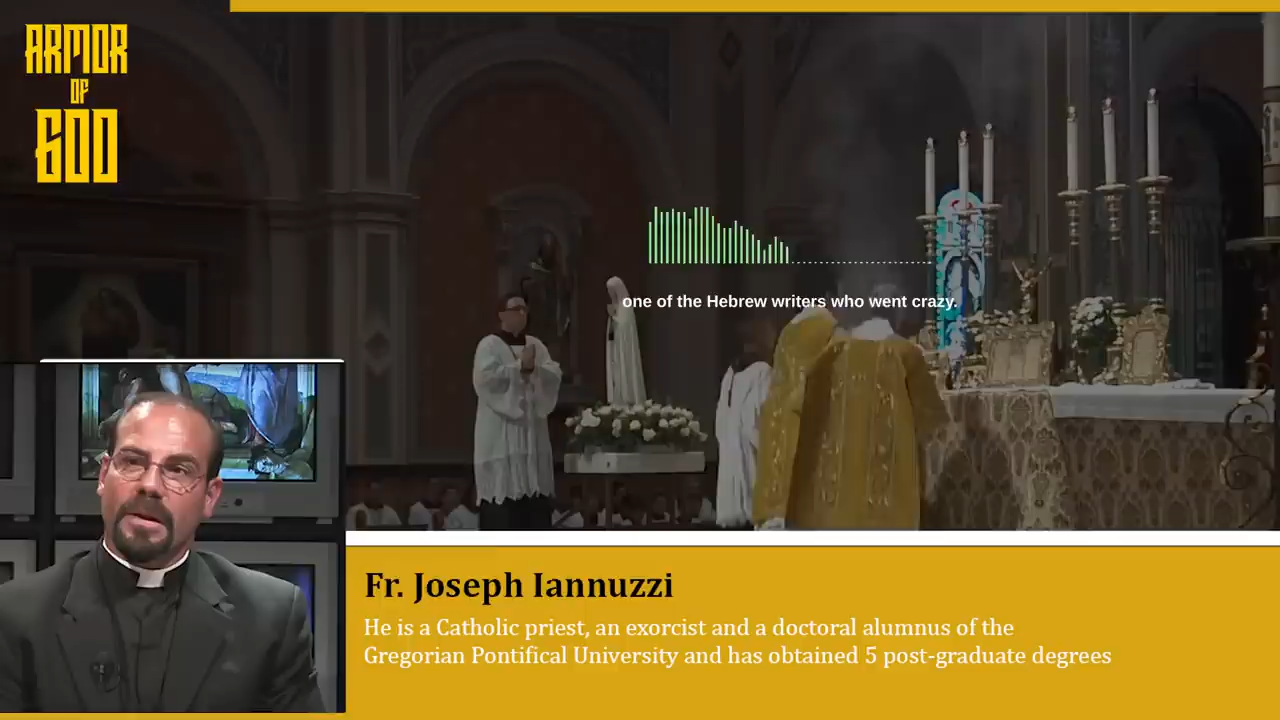 ARMOR
OF
GOD
one of the Hebrew writers who went crazy.
Fr. Joseph Iannuzzi
He is a Catholic priest, an exorcist and a doctoral alumnus of the
Gregorian Pontifical University and has obtained 5 post-graduate degrees